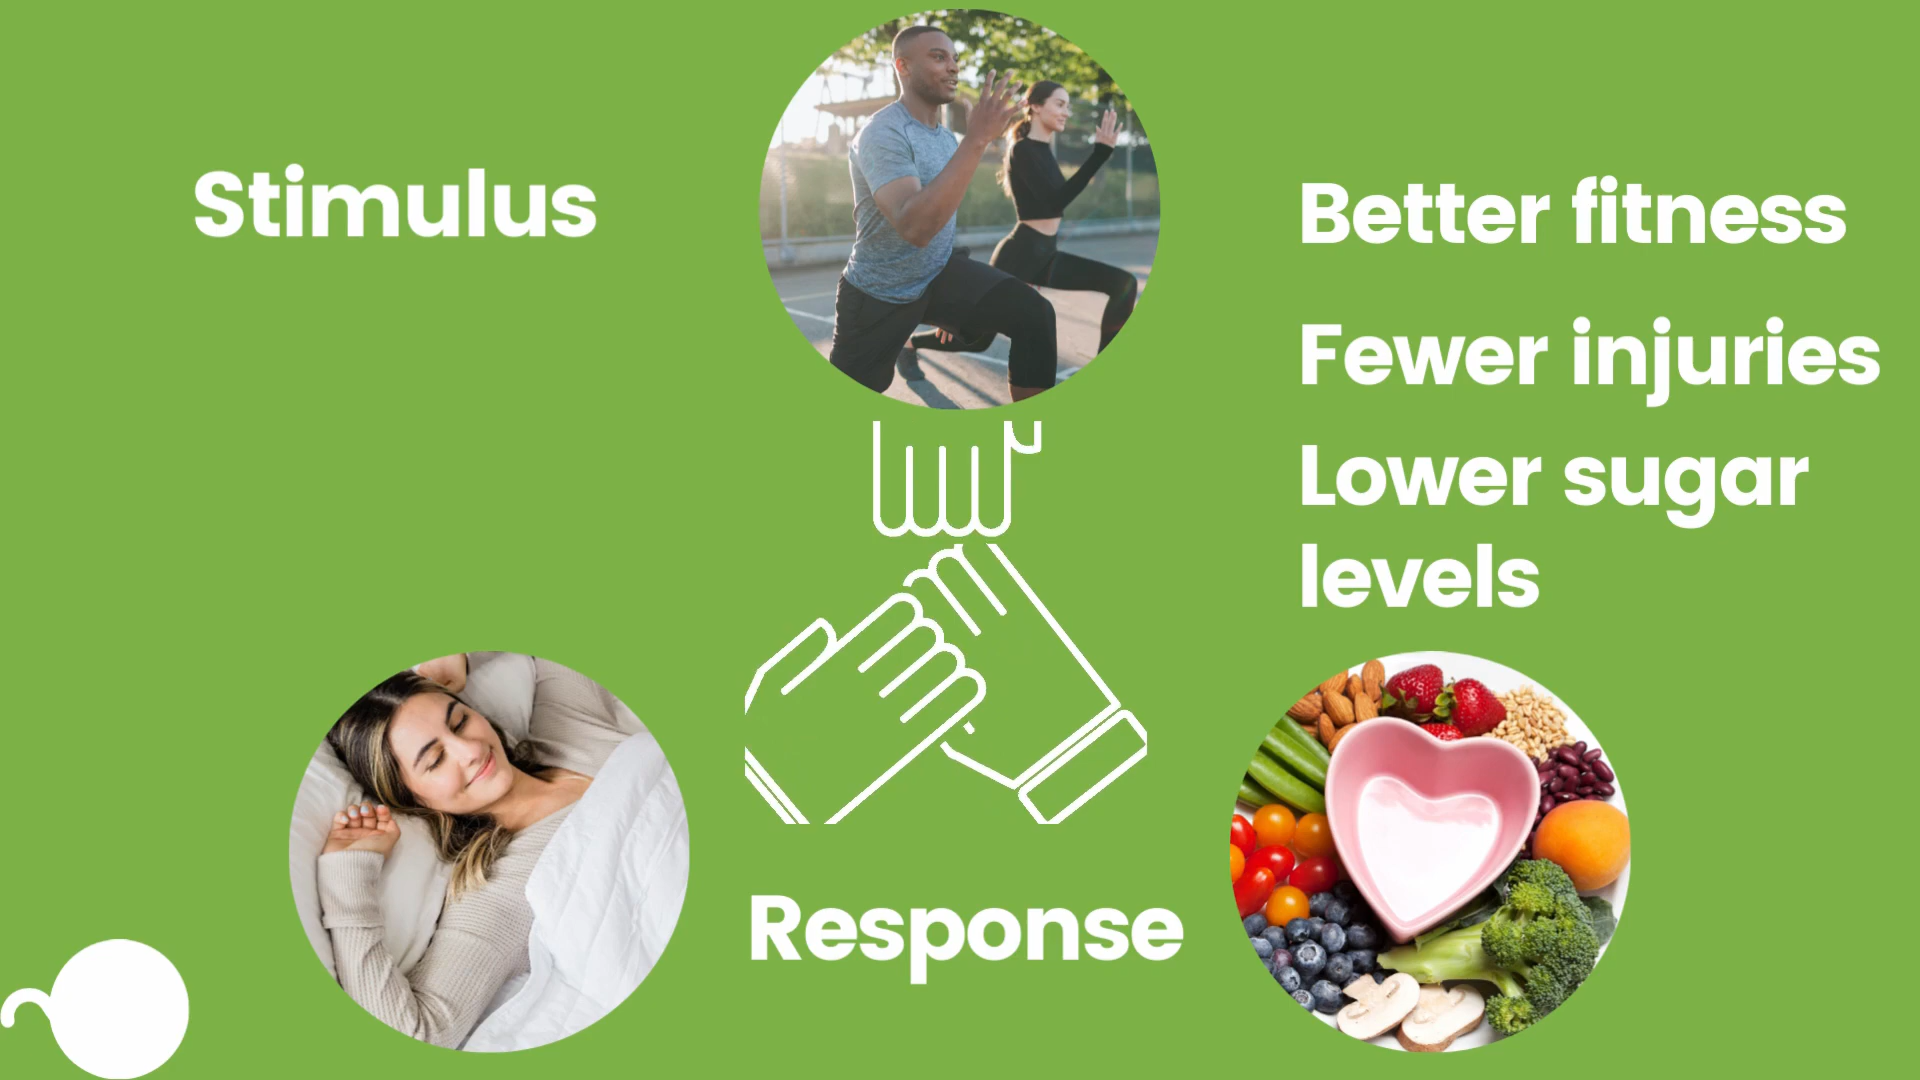 Stimulus
Better fitness
Fewer injuries
Lower sugar
levels
Response